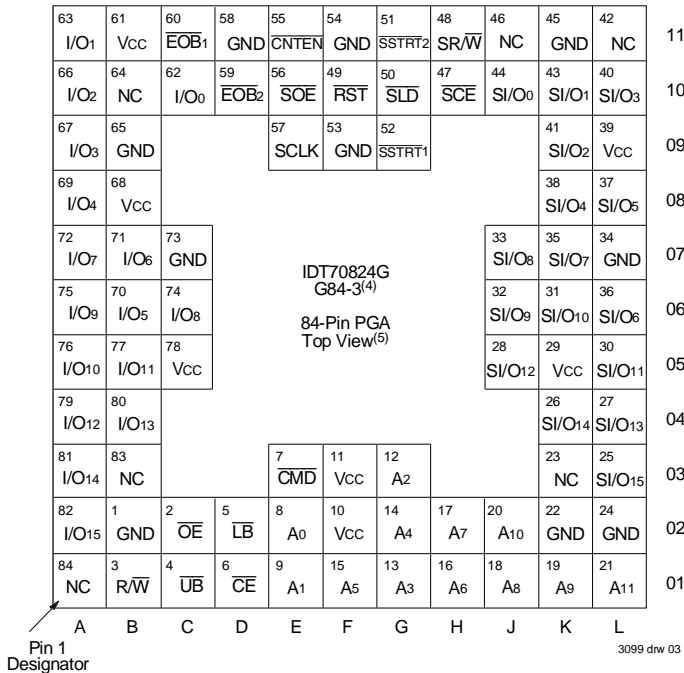 63 61 60 58 55 54 51 48 46 45 42
I/O1 VCC EOB1 GND CNTEN GND SSTRT2 SR/W NC GND NC 11
66 64 62 59 56 49 50 47 44 43 40
I/O2 NC I/O0 EOB2 SOE RST SLD SCE SI/O0 SI/O1 SI/O3 10
67 65 57 53 52 41 39
I/O3 GND SCLK GND SSTRT1 SI/O2 VCC 09
69 68 38 37
I/O4 VCC SI/O4 SI/O5 08
72 71 73 33 35 34
I/O7 I/O6 GND SI/O8 SI/O7 GND 07
IDT70824G
G84-3(4)
75 70 74 32 31 36
I/O9 I/O5 I/O8 SI/O9 SI/O10 SI/O6 06
84-Pin PGA
Top View(5)
76 77 78 28 29 30
I/O10 I/O11 VCC SI/O12 VCC SI/O11 05
79 80 26 27
I/O12 I/O13 SI/O14 SI/O13 04
81 83 7 11 12 23 25
I/O14 NC CMD VCC A2 NC SI/O15 03
82 1 2 5 8 10 14 17 20 22 24
I/O15 GND OE LB A0 VCC A4 A7 A10 GND GND 02
84 3 4 6 9 15 13 16 18 19 21
NC R/W UB CE A1 A5 A3 A6 A8 A9 A11 01
A B C D E F G H J K L
Pin 1
Designator
3099 drw 03